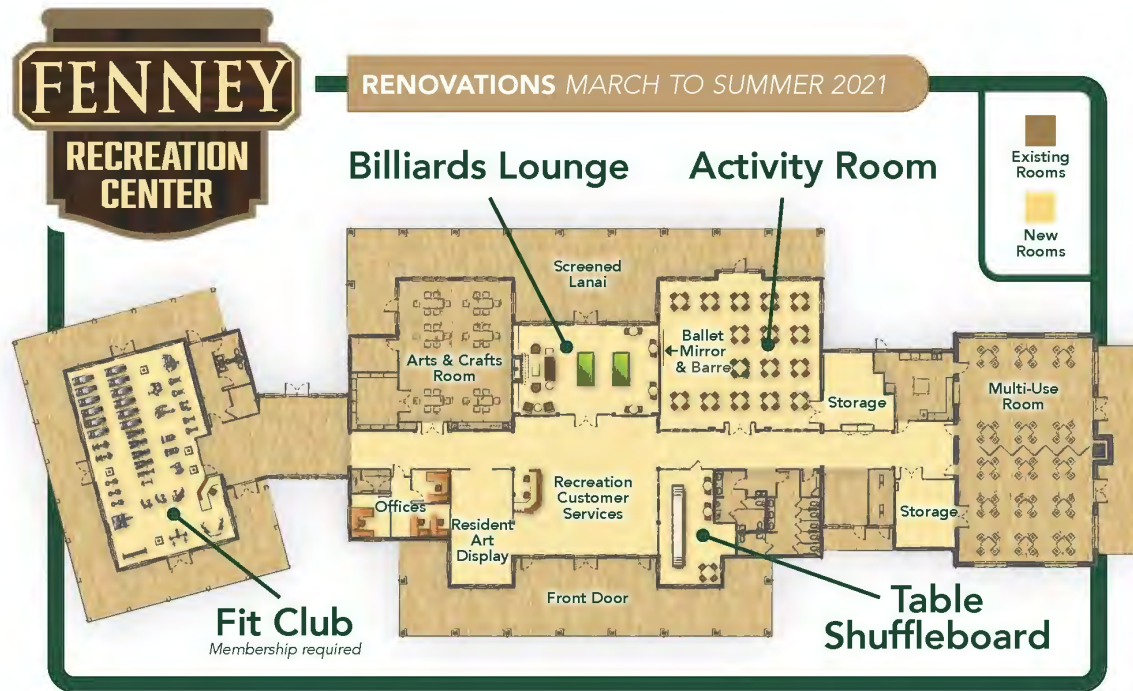 FENNEY
RECREATION
CENTER
RENOVATIONS MARCH TO SUMMER 2021
Existing
Rooms
New
Rooms
Billiards Lounge
Activity Room
Screened
Lanai
Arts & Crafts
Room
Ballet
Mirror
& Barre
Storage
Multi-Use
Room
Offices
Resident
Art
Display
Recreation
Customer
Services
Storage
Front Door
Fit Club
Membership required
Table
Shuffleboard